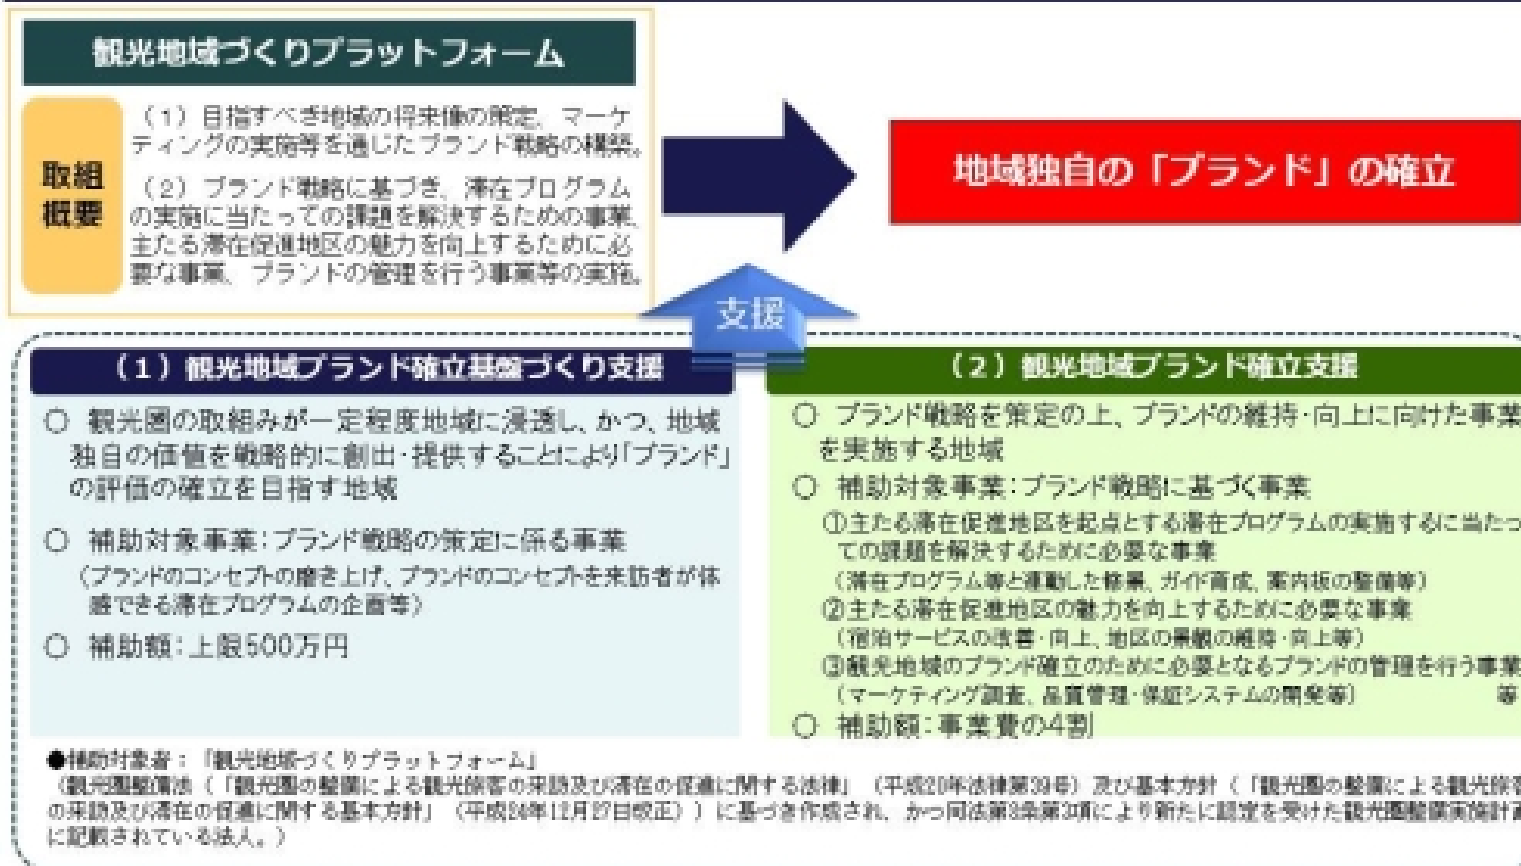 観光地域づくりプラットフォーム
取組
概要
（１）目指すべき地域の将来像の策定、マーケ
ティングの実施等を通じたブランド戦略の構築。
（２）ブランド戦略に基づき、滞在プログラム
の実施に当たっての課題を解決するための事業、
主たる滞在促進地区の魅力を向上するために必
要な事業、ブランドの管理を行う事業等の実施。
地域独自の「ブランド」の確立
支援
（１）観光地域ブランド確立基盤づくり支援
○ 観光圏の取組みが一定程度地域に浸透し、かつ、地域
独自の価値を戦略的に創出・提供することにより「ブランド」
の評価の確立を目指す地域
○ 補助対象事業：ブランド戦略の策定に係る事業
（ブランドのコンセプトの磨き上げ、ブランドのコンセプトを来訪者が体
感できる滞在プログラムの企画等）
○ 補助額：上限500万円
（２）観光地域ブランド確立支援
○ ブランド戦略を策定の上、ブランドの維持・向上に向けた事業
を実施する地域
○ 補助対象事業：ブランド戦略に基づく事業
①主たる滞在促進地区を起点とする滞在プログラムの実施するに当たっ
ての課題を解決するために必要な事業
（滞在プログラム等と連動した修景、ガイド育成、案内板の整備等）
②主たる滞在促進地区の魅力を向上するために必要な事業
（宿泊サービスの改善・向上、地区の景観の維持・向上等）
③観光地域のブランド確立のために必要となるブランドの管理を行う事業
（マーケティング調査、品質管理・保証システムの開発等） 等
○ 補助額：事業費の4割
●補助対象者：「観光地域づくりプラットフォーム」
（観光圏整備法（「観光圏の整備による観光旅客の来訪及び滞在の促進に関する法律」（平成20年法律第39号）及び基本方針（「観光圏の整備による観光旅客
の来訪及び滞在の促進に関する基本方針」（平成24年12月27日改正））に基づき作成され、かつ同法第8条第3項により新たに認定を受けた観光圏整備実施計画
に記載されている法人。）